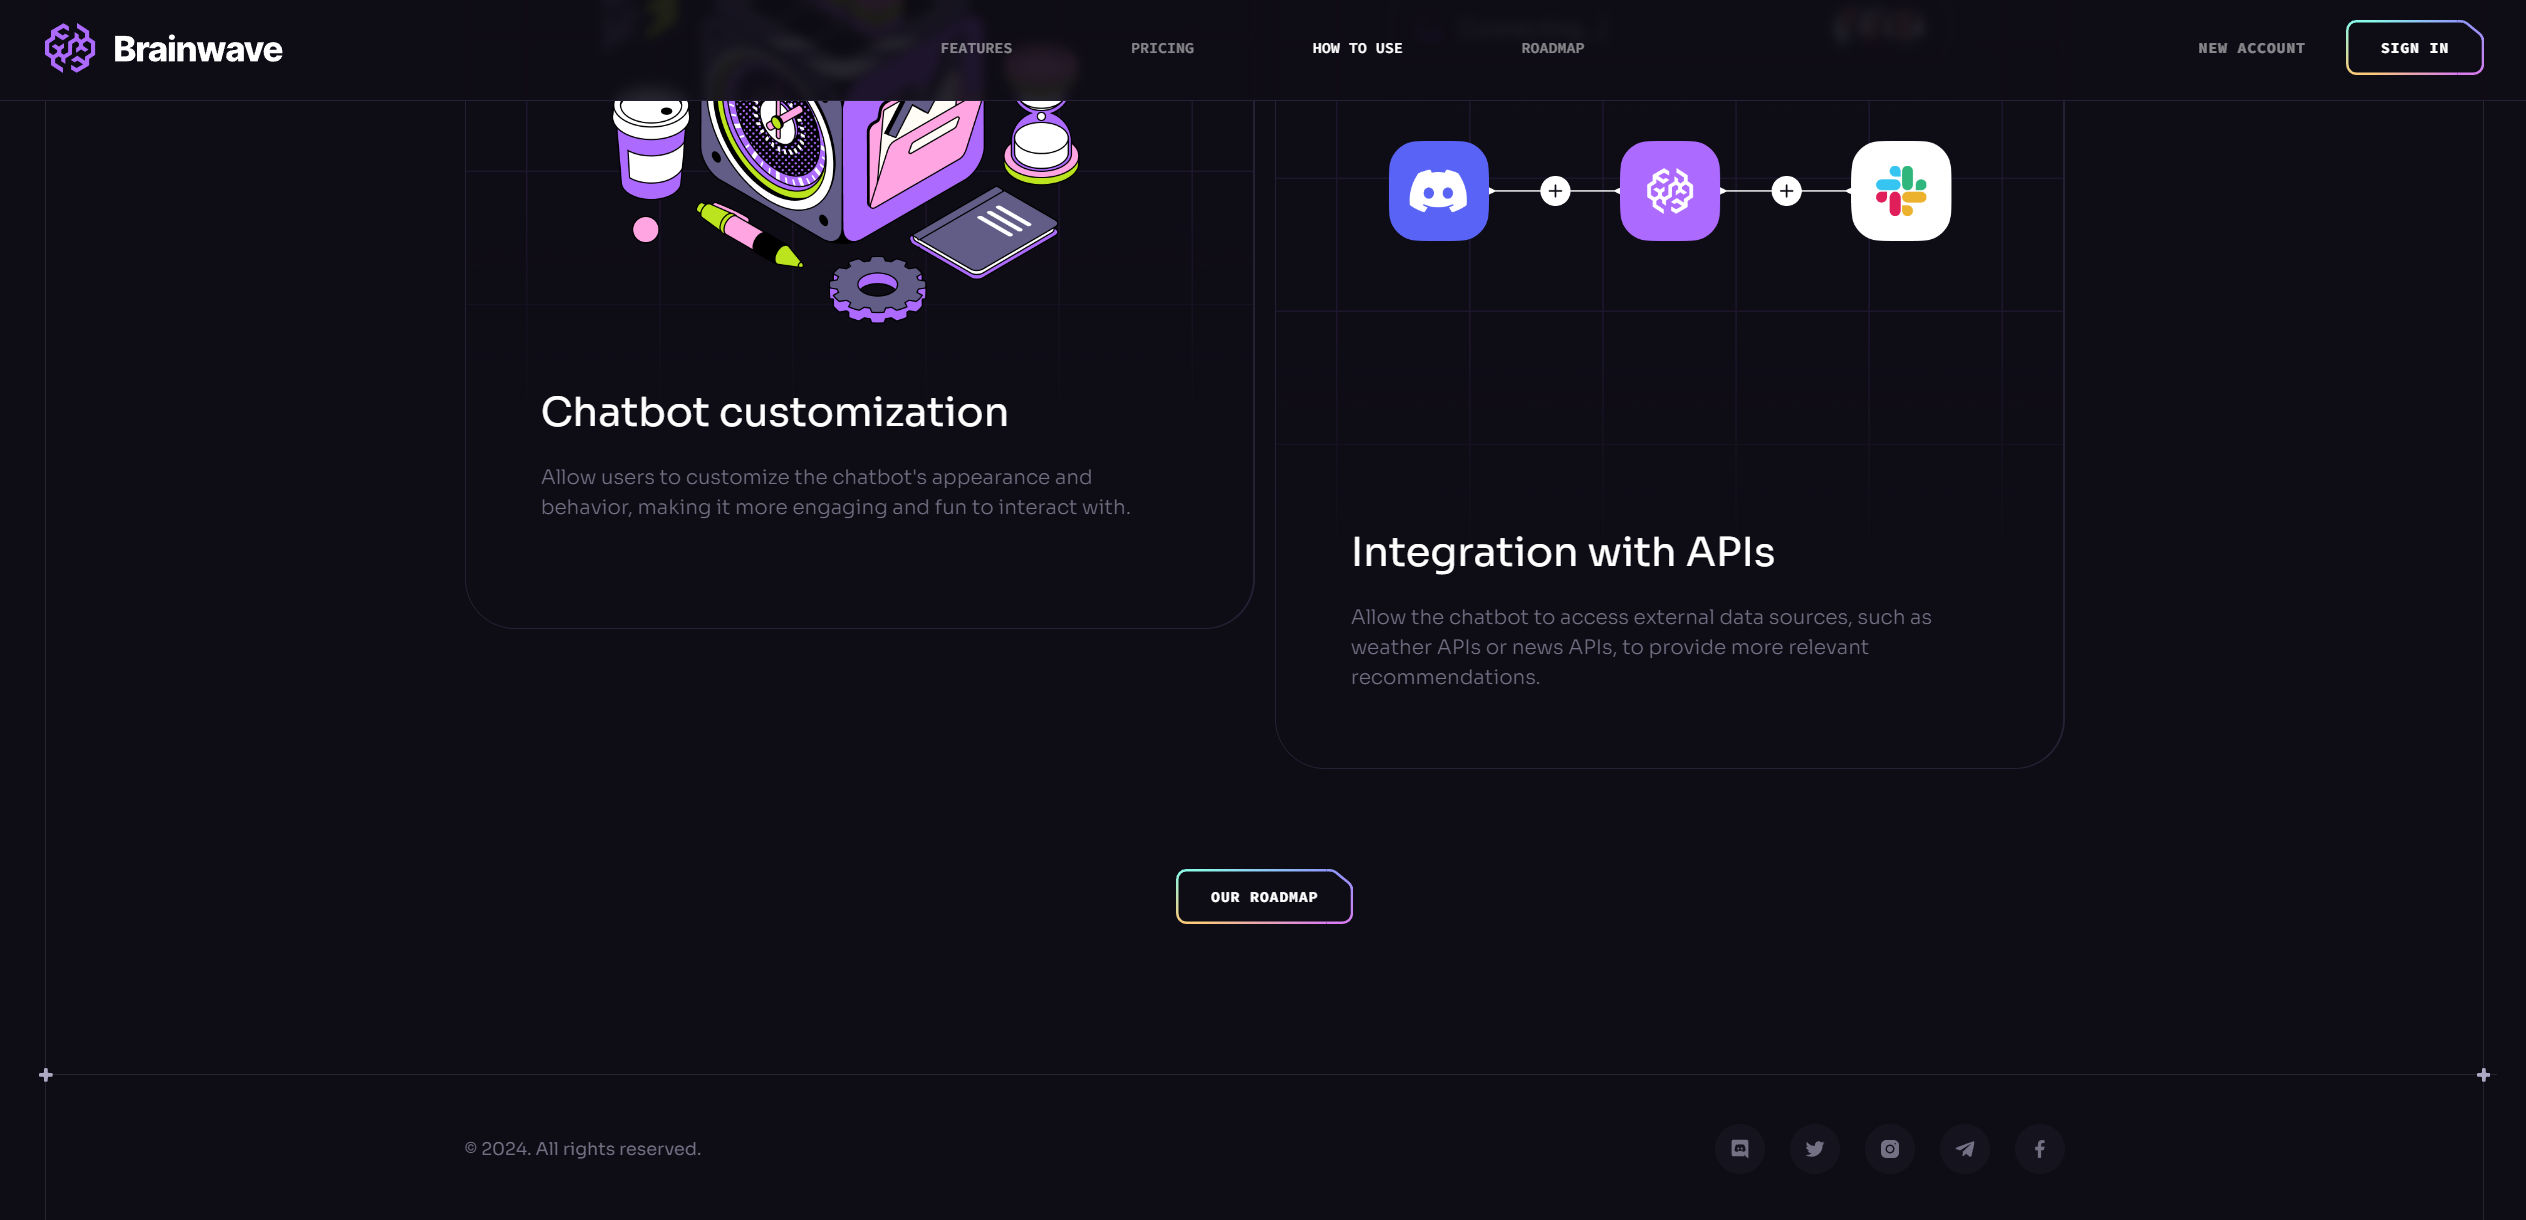 Brainwave
FEATURES
PRICING
HOW TO USE
ROADMAP
NEW ACCOUNT
SIGN IN
Chatbot customization
Allow users to customize the chatbot's appearance and
behavior, making it more engaging and fun to interact with.
Integration with APIs
Allow the chatbot to access external data sources, such as
weather APIs or news APIs, to provide more relevant
recommendations.
OUR ROADMAP
© 2024. All rights reserved.